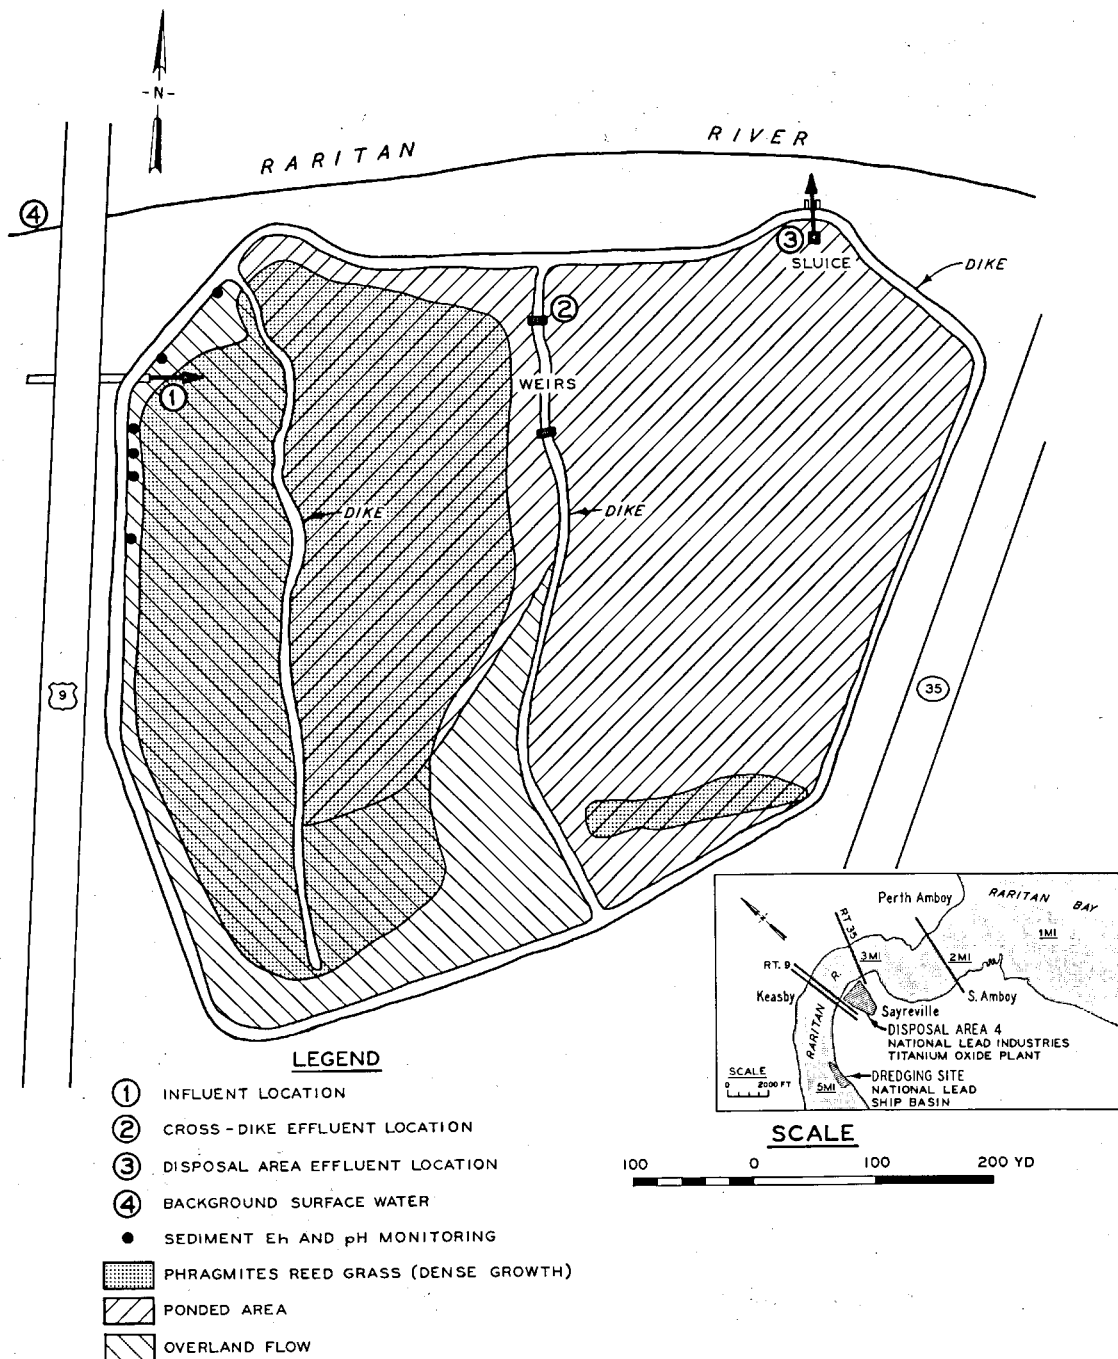 -N-
RARITAN RIVER
4
3
SLUICE
DIKE
2
WEIRS
1
DIKE
DIKE
9
35
Perth Amboy
RARITAN BAY
RT 35
1MI
3MI
2MI
RT. 9
R.
Keasby
S. Amboy
Sayreville
RARITAN
DISPOSAL AREA 4
NATIONAL LEAD INDUSTRIES
TITANIUM OXIDE PLANT
SCALE
0 2000 FT
DREDGING SITE
NATIONAL LEAD
SHIP BASIN
5MI
LEGEND
1 INFLUENT LOCATION
2 CROSS-DIKE EFFLUENT LOCATION
3 DISPOSAL AREA EFFLUENT LOCATION
4 BACKGROUND SURFACE WATER
● SEDIMENT Eh AND pH MONITORING
PHRAGMITES REED GRASS (DENSE GROWTH)
PONDED AREA
OVERLAND FLOW
SCALE
100 0 100 200 YD